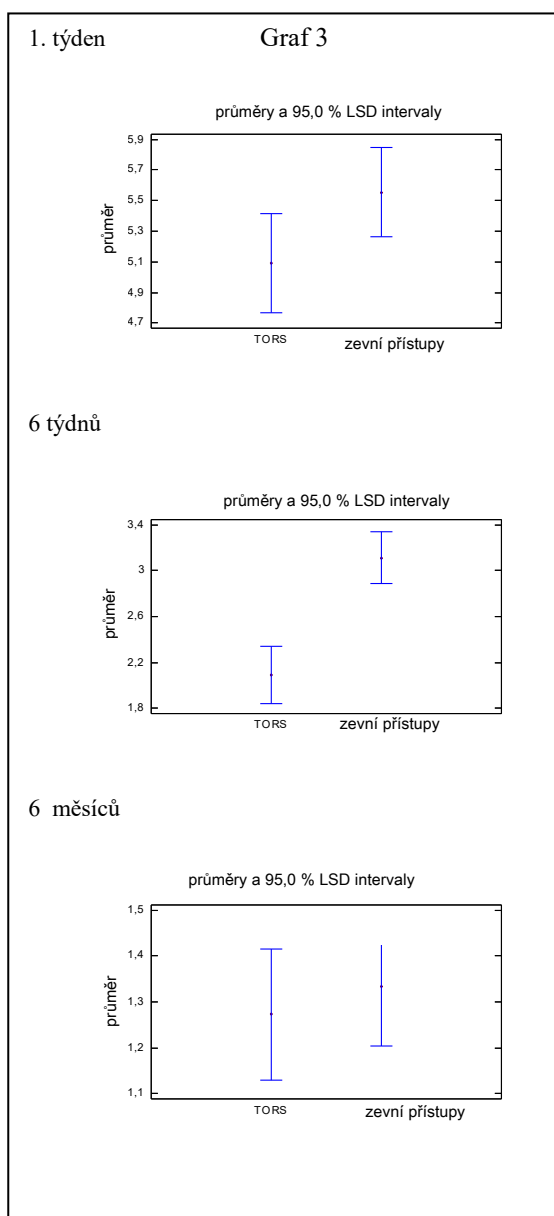 1. týden Graf 3
průměry a 95,0 % LSD intervaly
5,9
5,7
5,5
5,3
5,1
4,9
4,7
průměr
TORS zevní přístupy
6 týdnů
průměry a 95,0 % LSD intervaly
3,4
3
2,6
2,2
1,8
průměr
TORS zevní přístupy
6 měsíců
průměry a 95,0 % LSD intervaly
1,5
1,4
1,3
1,2
1,1
průměr
TORS zevní přístupy